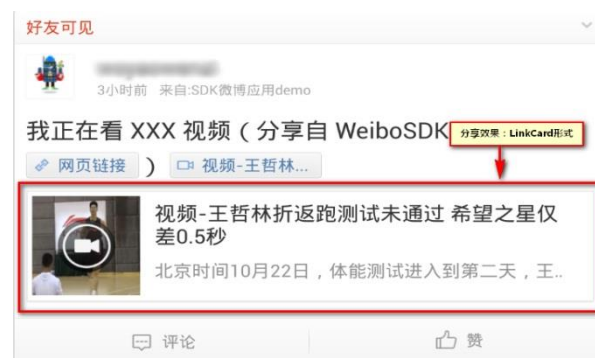 好友可见
3小时前 来自:SDK微博应用demo
我正在看 XXX 视频 ( 分享自 WeiboSDK
分享效果：LinkCard形式
网页链接 ) 视频-王哲林...
视频-王哲林折返跑测试未通过 希望之星仅
差0.5秒
北京时间10月22日，体能测试进入到第二天，王..
评论 赞